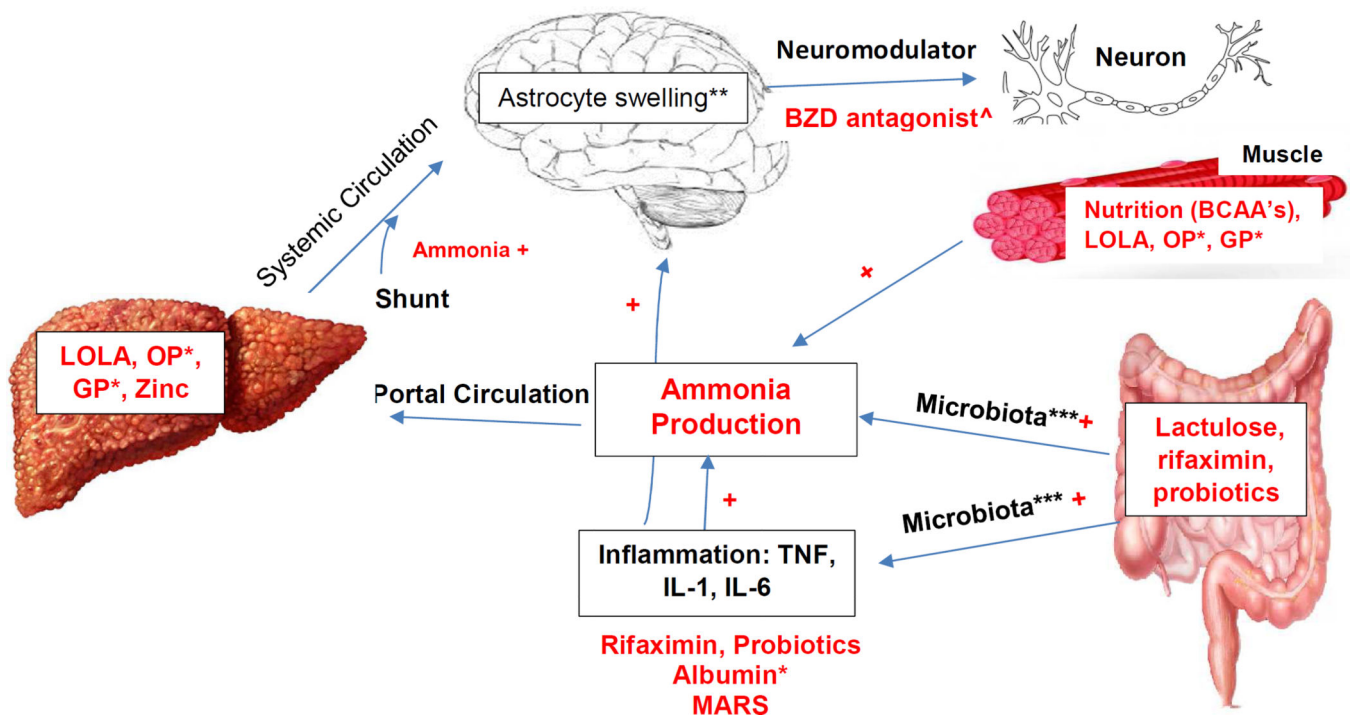 Neuromodulator
Neuron
Astrocyte swelling**
BZD antagonist^
Muscle
Nutrition (BCAA's),
LOLA, OP*, GP*
Systemic Circulation
Ammonia +
Shunt
+
+
LOLA, OP*,
GP*, Zinc
Portal Circulation
Ammonia
Production
Microbiota***+
Lactulose,
rifaximin,
probiotics
Microbiota*** +
+
Inflammation: TNF,
IL-1, IL-6
Rifaximin, Probiotics
Albumin*
MARS